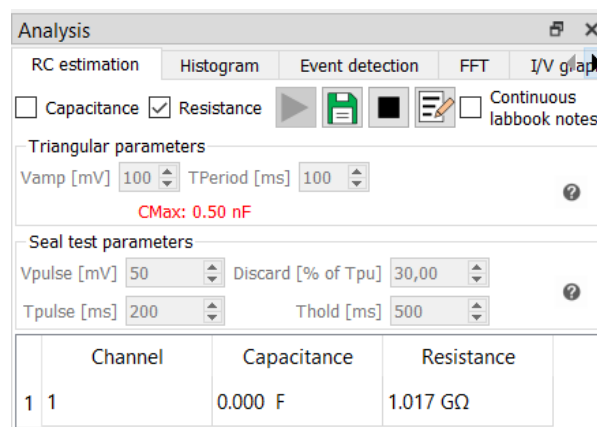 Analysis
RC estimation Histogram Event detection FFT I/V grap
Capacitance Resistance Continuous
labbook notes
Triangular parameters
Vamp [mV] 100 TPeriod [ms] 100
CMax: 0.50 nF
Seal test parameters
Vpulse [mV] 50 Discard [% of Tpu] 30,00
Tpulse [ms] 200 Thold [ms] 500
Channel Capacitance Resistance
1 1 0.000 F 1.017 GΩ